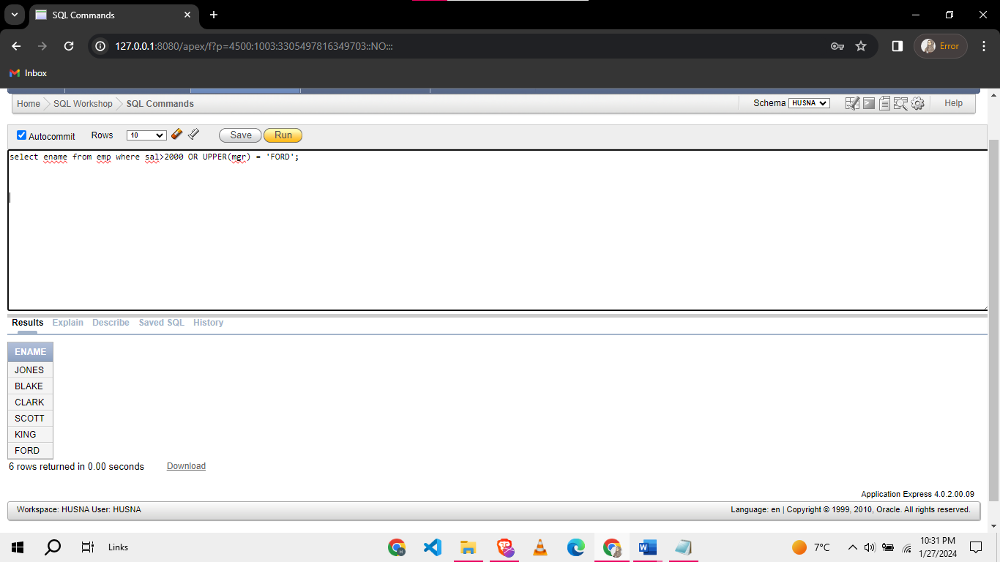 SQL Commands
127.0.0.1:8080/apex/f?p=4500:1003:3305497816349703::NO:::
Error
Inbox
Home SQL Workshop SQL Commands
Schema HUSNA Help
Autocommit Rows 10 Save Run
select ename from emp where sal>2000 OR UPPER(mgr) = 'FORD';
Results Explain Describe Saved SQL History
ENAME
JONES
BLAKE
CLARK
SCOTT
KING
FORD
6 rows returned in 0.00 seconds Download
Application Express 4.0.2.00.09
Workspace: HUSNA User: HUSNA
Language: en | Copyright © 1999, 2010, Oracle. All rights reserved.
Links
7°C
10:31 PM
1/27/2024